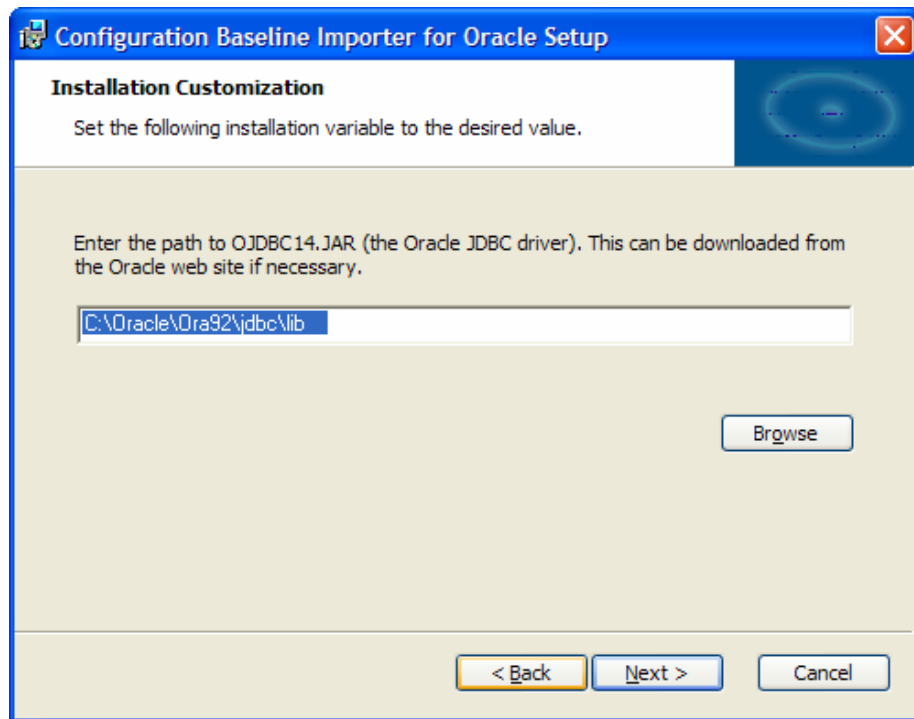 Configuration Baseline Importer for Oracle Setup
Installation Customization
Set the following installation variable to the desired value.
Enter the path to OJDBC14.JAR (the Oracle JDBC driver). This can be downloaded from
the Oracle web site if necessary.
C:\Oracle\Ora92\jdbc\lib
Browse
< Back
Next >
Cancel